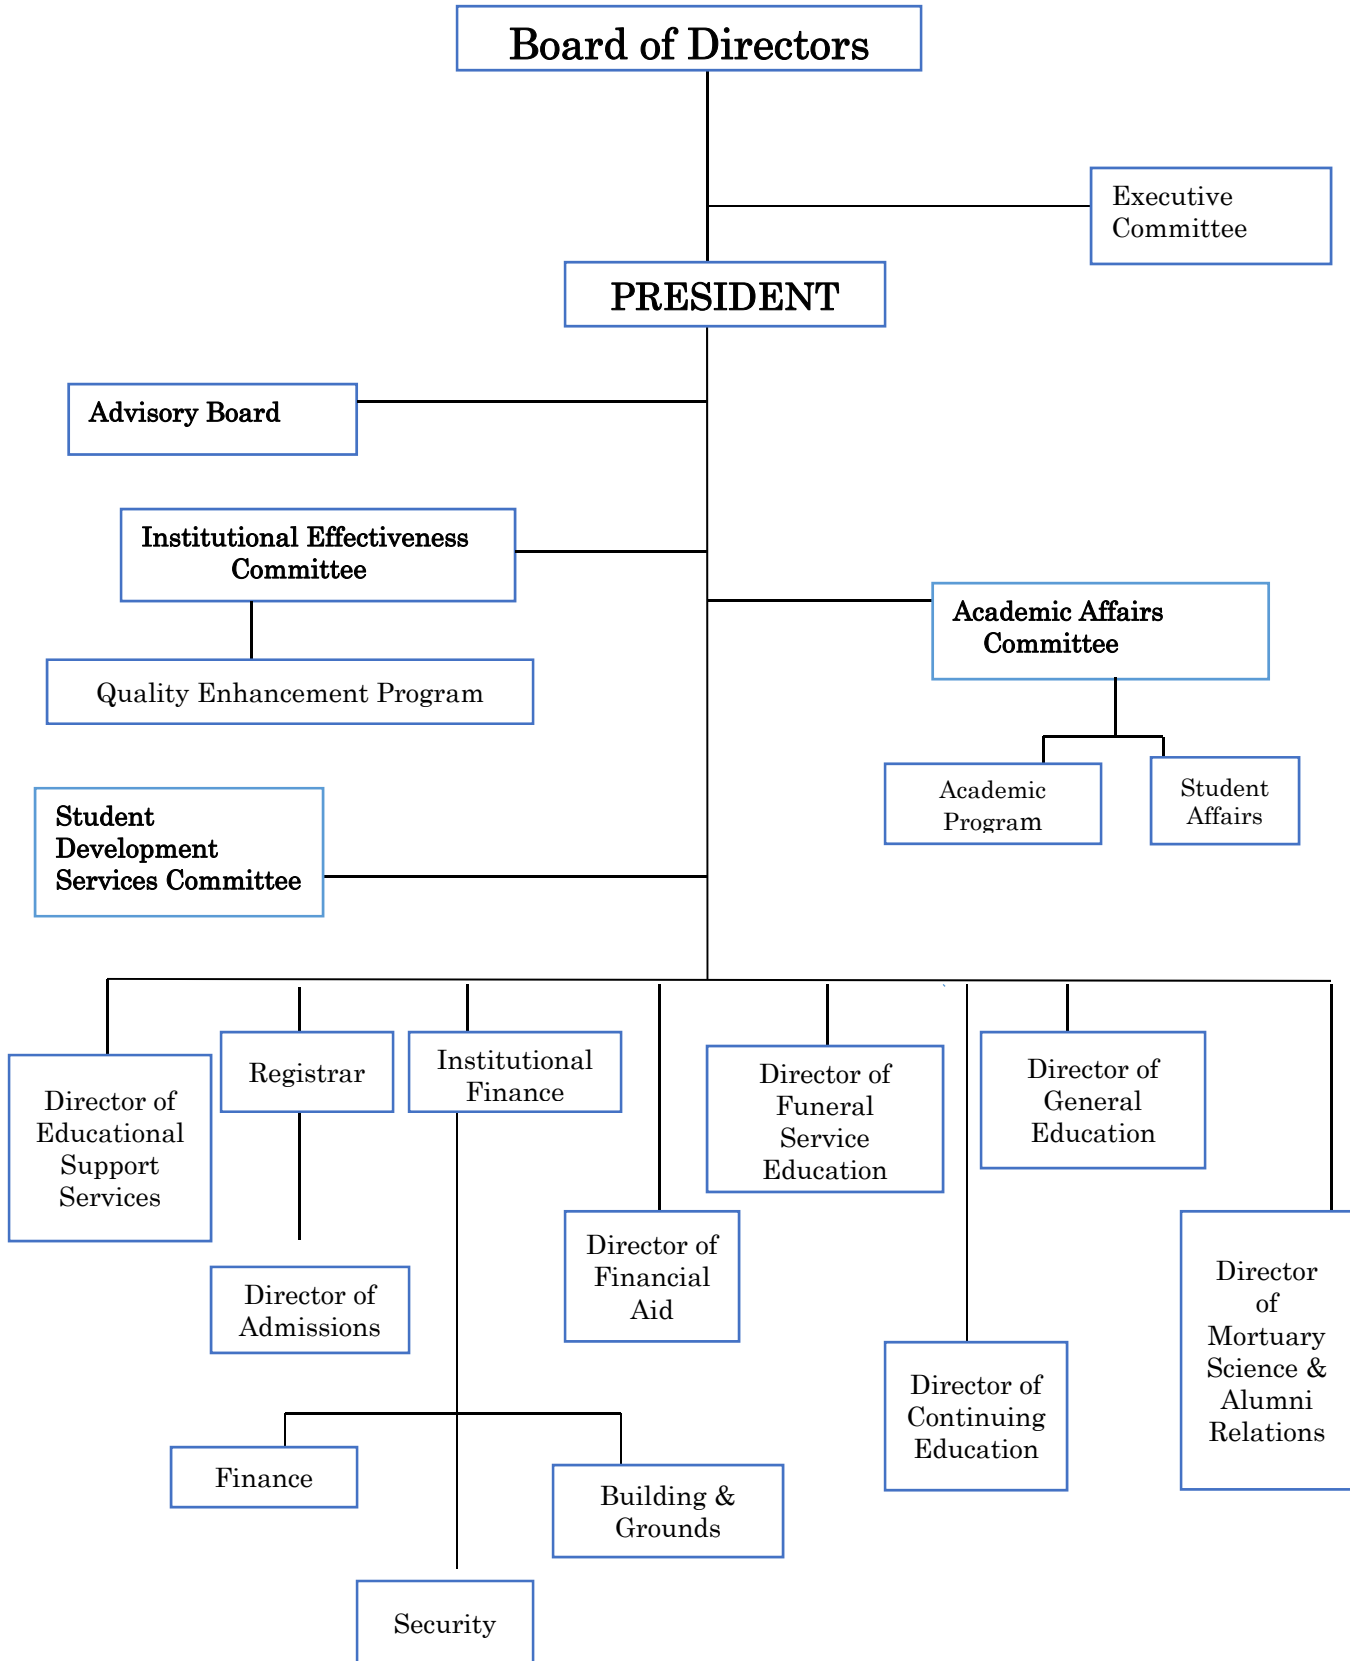 Board of Directors
Executive
Committee
PRESIDENT
Advisory Board
Institutional Effectiveness
Committee
Academic Affairs
Committee
Quality Enhancement Program
Academic
Program
Student
Affairs
Student
Development
Services Committee
Director of
Educational
Support
Services
Registrar
Institutional
Finance
Director of
Funeral
Service
Education
Director of
General
Education
Director of
Admissions
Director of
Financial
Aid
Director of
Continuing
Education
Director
of
Mortuary
Science &
Alumni
Relations
Finance
Building &
Grounds
Security